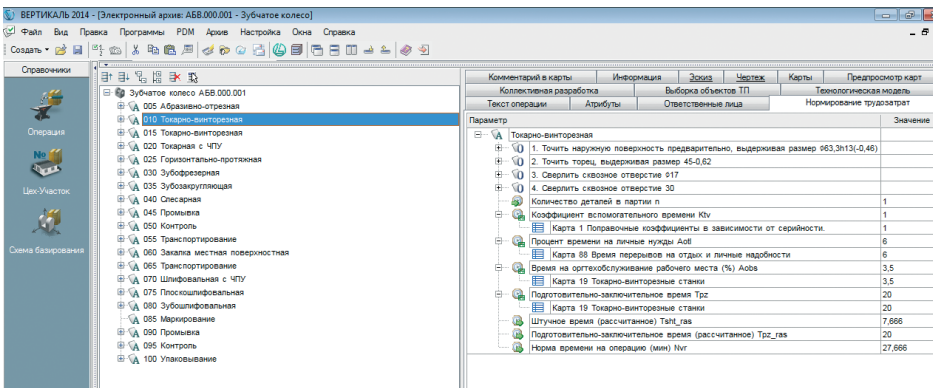 ВЕРТИКАЛЬ 2014 - [Электронный архив: АБВ.000.001 - Зубчатое колесо]
Файл Вид Правка Программы PDM Архив Настройка Окна Справка
Создать
Справочники
Операция
Цех-Участок
Схема базирования
Зубчатое колесо АБВ.000.001
005 Абразивно-отрезная
010 Токарно-винторезная
015 Токарно-винторезная
020 Токарная с ЧПУ
025 Горизонтально-протяжная
030 Зубофрезерная
035 Зубозакругляющая
040 Слесарная
045 Промывка
050 Контроль
055 Транспортирование
060 Закалка местная поверхностная
065 Транспортирование
070 Шлифовальная с ЧПУ
075 Плоскошлифовальная
080 Зубошлифовальная
085 Маркирование
090 Промывка
095 Контроль
100 Упаковывание
Комментарий в карты Информация Эскиз Чертеж Карты Предпросмотр карт
Коллективная разработка Выборка объектов ТП Технологическая модель
Текст операции Атрибуты Ответственные лица Нормирование трудозатрат
Параметр Значение
Токарно-винторезная
1. Точить наружную поверхность предварительно, выдерживая размер ¢63,3h13(-0,46)
2. Точить торец, выдерживая размер 45-0,62
3. Сверлить сквозное отверстие ¢17
4. Сверлить сквозное отверстие 30
Количество деталей в партии n 1
Коэффициент вспомогательного времени Ktv 1
Карта 1 Поправочные коэффициенты в зависимости от серийности. 1
Процент времени на личные нужды Aotl 6
Карта 88 Время перерывов на отдых и личные надобности 6
Время на оргтехобслуживание рабочего места (%) Aobs 3,5
Карта 19 Токарно-винторезные станки 3,5
Подготовительно-заключительное время Tpz 20
Карта 19 Токарно-винторезные станки 20
Штучное время (рассчитанное) Tsht_ras 7,666
Подготовительно-заключительное время (рассчитанное) Tpz_ras 20
Норма времени на операцию (мин) Nvr 27,666